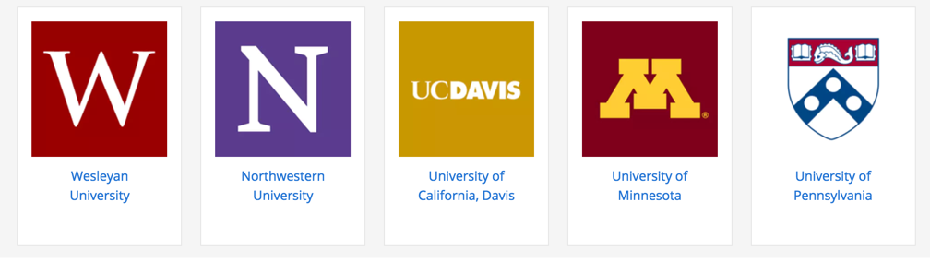 W
N
UCDAVIS
M®
Wesleyan
University
Northwestern
University
University of
California, Davis
University of
Minnesota
University of
Pennsylvania